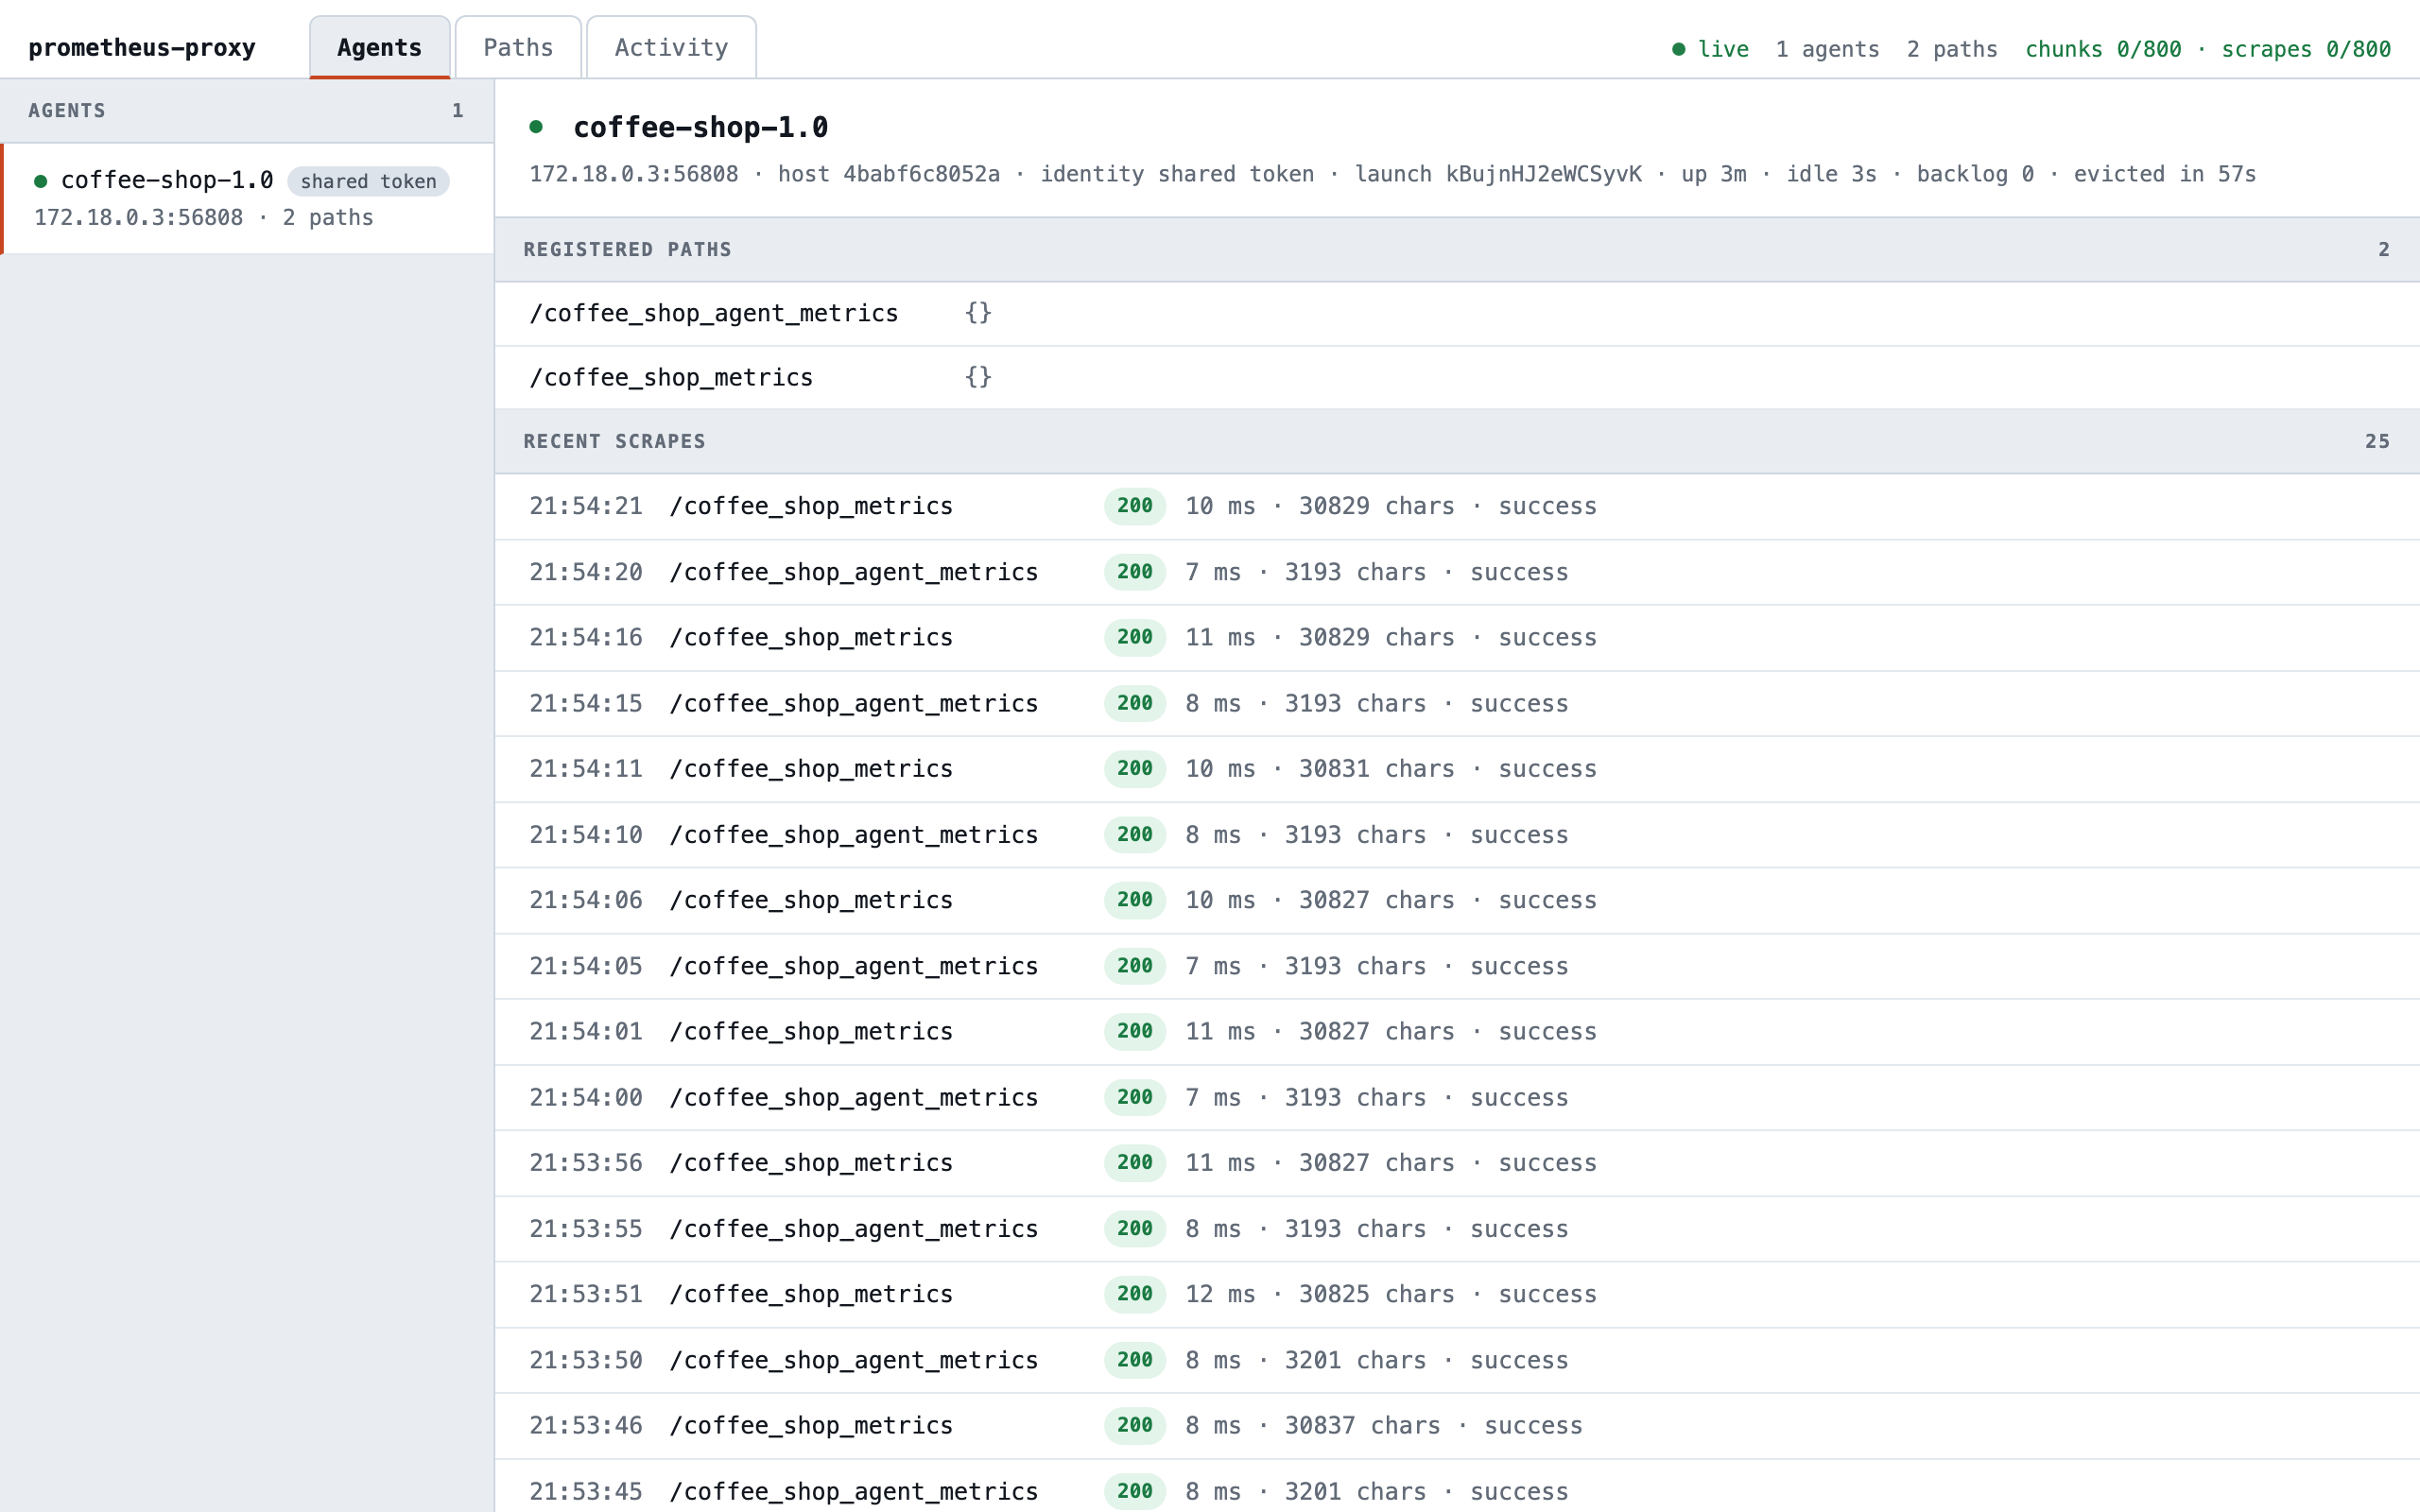 prometheus-proxy Agents Paths Activity ● live 1 agents 2 paths chunks 0/800 · scrapes 0/800
AGENTS 1
● coffee-shop-1.0 shared token
172.18.0.3:56808 · 2 paths
● coffee-shop-1.0
172.18.0.3:56808 · host 4babf6c8052a · identity shared token · launch kBujnHJ2eWCSyvK · up 3m · idle 3s · backlog 0 · evicted in 57s
REGISTERED PATHS 2
/coffee_shop_agent_metrics {}
/coffee_shop_metrics {}
RECENT SCRAPES 25
21:54:21 /coffee_shop_metrics 200 10 ms · 30829 chars · success
21:54:20 /coffee_shop_agent_metrics 200 7 ms · 3193 chars · success
21:54:16 /coffee_shop_metrics 200 11 ms · 30829 chars · success
21:54:15 /coffee_shop_agent_metrics 200 8 ms · 3193 chars · success
21:54:11 /coffee_shop_metrics 200 10 ms · 30831 chars · success
21:54:10 /coffee_shop_agent_metrics 200 8 ms · 3193 chars · success
21:54:06 /coffee_shop_metrics 200 10 ms · 30827 chars · success
21:54:05 /coffee_shop_agent_metrics 200 7 ms · 3193 chars · success
21:54:01 /coffee_shop_metrics 200 11 ms · 30827 chars · success
21:54:00 /coffee_shop_agent_metrics 200 7 ms · 3193 chars · success
21:53:56 /coffee_shop_metrics 200 11 ms · 30827 chars · success
21:53:55 /coffee_shop_agent_metrics 200 8 ms · 3193 chars · success
21:53:51 /coffee_shop_metrics 200 12 ms · 30825 chars · success
21:53:50 /coffee_shop_agent_metrics 200 8 ms · 3201 chars · success
21:53:46 /coffee_shop_metrics 200 8 ms · 30837 chars · success
21:53:45 /coffee_shop_agent_metrics 200 8 ms · 3201 chars · success